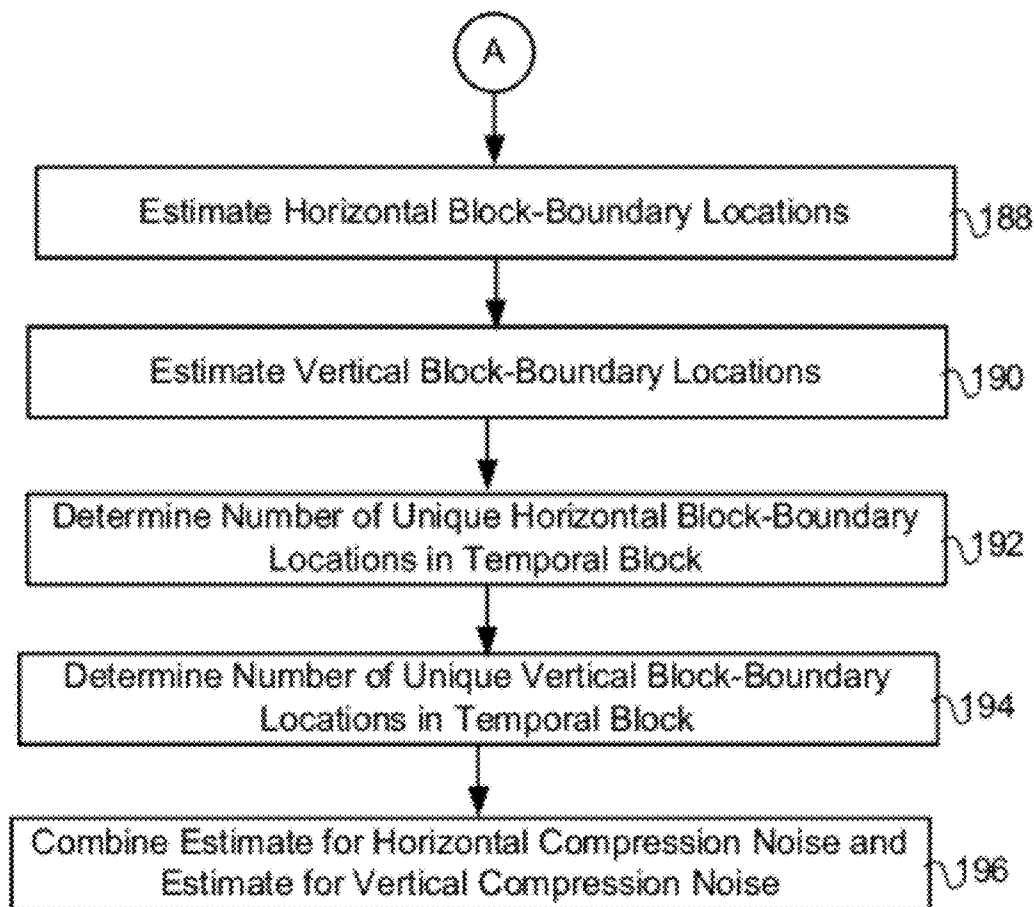 A
Estimate Horizontal Block-Boundary Locations
188
Estimate Vertical Block-Boundary Locations
190
Determine Number of Unique Horizontal Block-Boundary
Locations in Temporal Block
192
Determine Number of Unique Vertical Block-Boundary
Locations in Temporal Block
194
Combine Estimate for Horizontal Compression Noise and
Estimate for Vertical Compression Noise
196